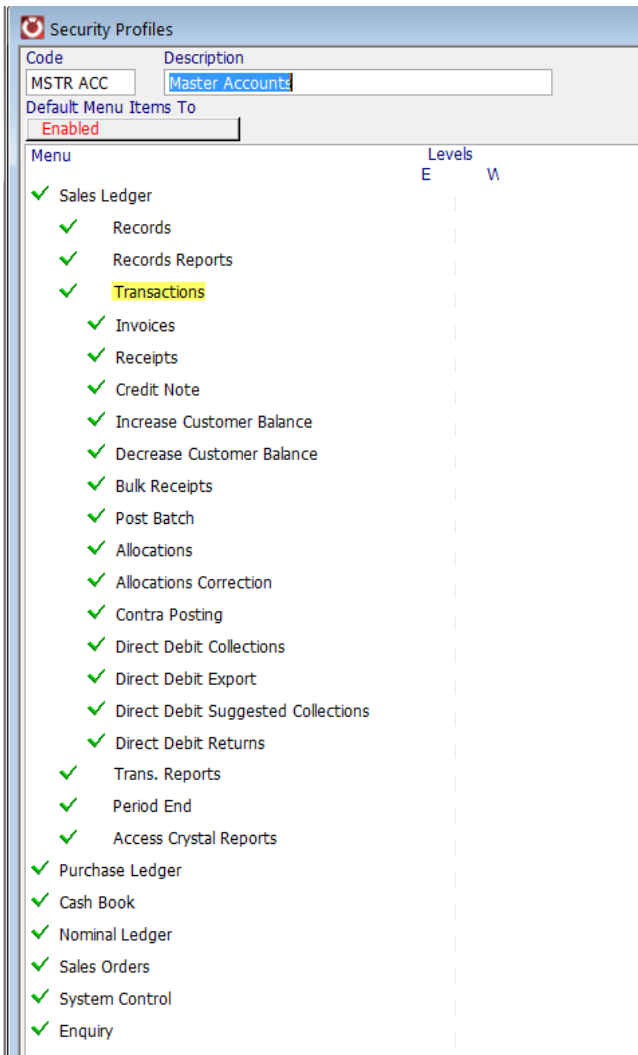 Security Profiles
Code Description
MSTR ACC Master Accounts
Default Menu Items To
Enabled
Menu Levels
E
Sales Ledger
Records
Records Reports
Transactions
Invoices
Receipts
Credit Note
Increase Customer Balance
Decrease Customer Balance
Bulk Receipts
Post Batch
Allocations
Allocations Correction
Contra Posting
Direct Debit Collections
Direct Debit Export
Direct Debit Suggested Collections
Direct Debit Returns
Trans. Reports
Period End
Access Crystal Reports
Purchase Ledger
Cash Book
Nominal Ledger
Sales Orders
System Control
Enquiry